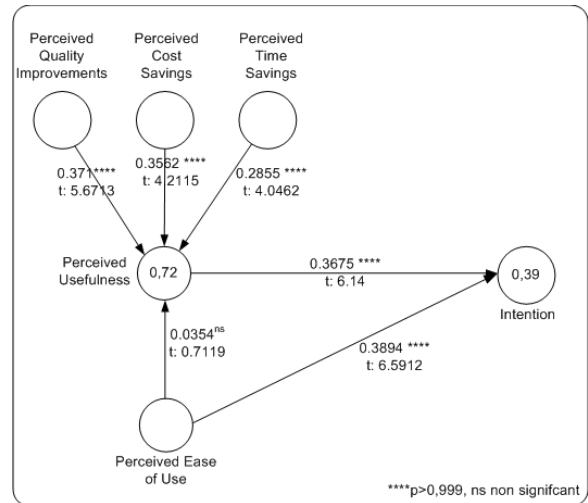 Perceived
Quality
Improvements
Perceived
Cost
Savings
Perceived
Time
Savings
0.371****
t: 5.6713
0.3562 ****
t: 4.2115
0.2855 ****
t: 4.0462
Perceived
Usefulness
0,72
0.3675 ****
t: 6.14
0,39
Intention
0.0354ns
t: 0.7119
0.3894 ****
t: 6.5912
Perceived Ease
of Use
****p>0,999, ns non signifcant